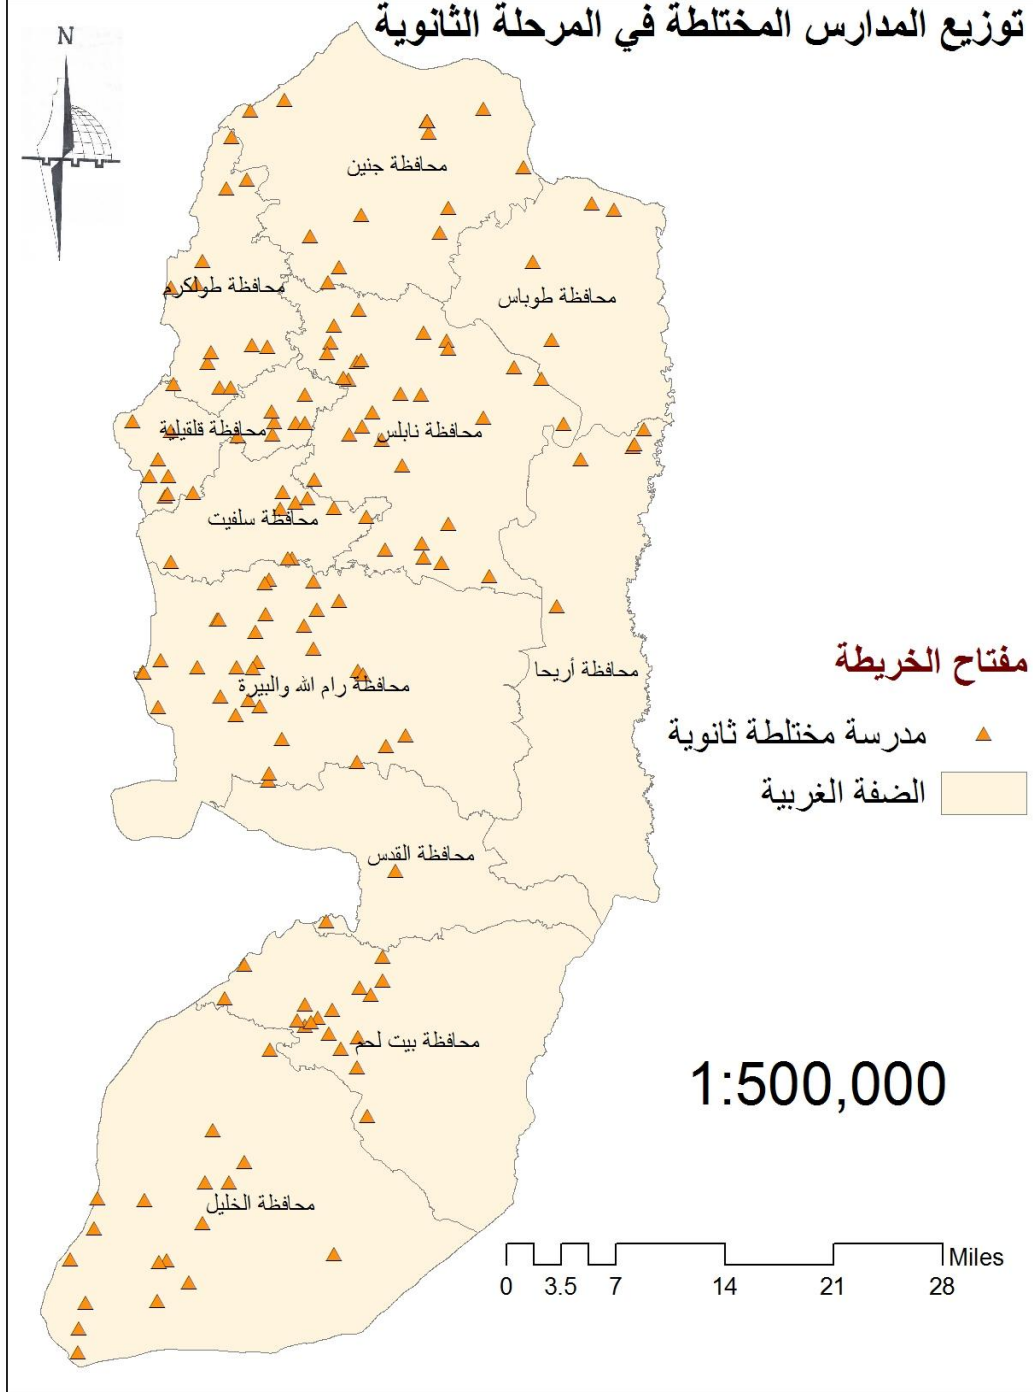 توزيع المدارس المختلطة في المرحلة الثانوية
N
محافظة جنين
محافظة طولكرم
محافظة طوباس
محافظة قلقيلية
محافظة نابلس
محافظة سلفيت
محافظة أريحا
محافظة رام الله والبيرة
محافظة القدس
محافظة بيت لحم
محافظة الخليل
مفتاح الخريطة
مدرسة مختلطة ثانوية
الضفة الغربية
1:500,000
Miles
0 3.5 7 14 21 28